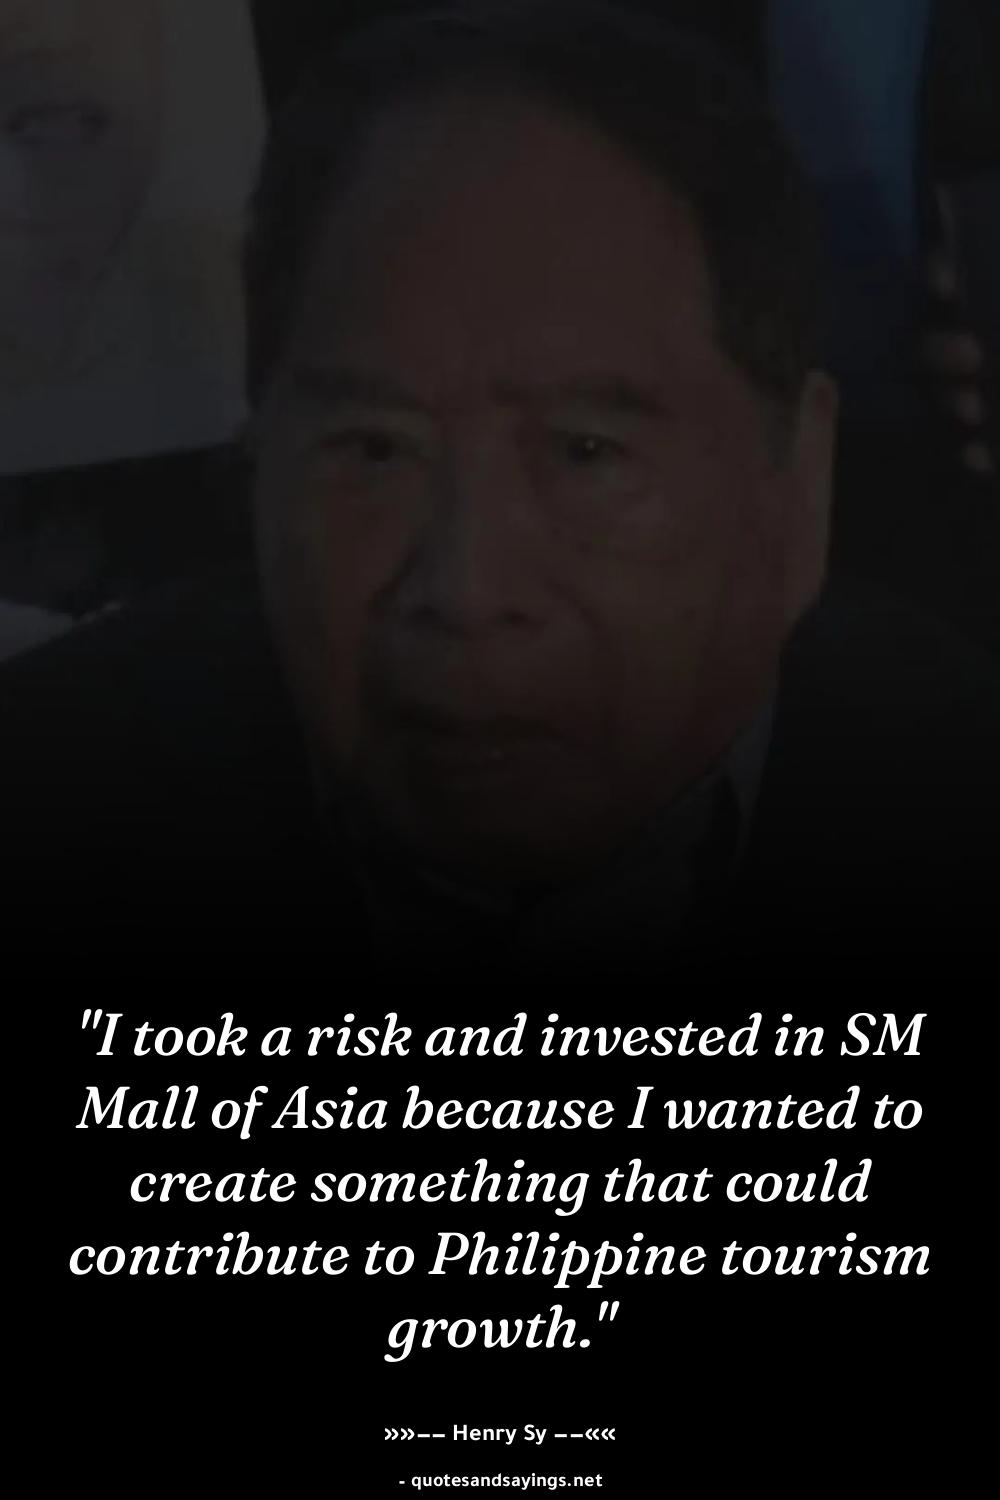 "I took a risk and invested in SM
Mall of Asia because I wanted to
create something that could
contribute to Philippine tourism
growth."
»»–– Henry Sy ––««
- quotesandsayings.net